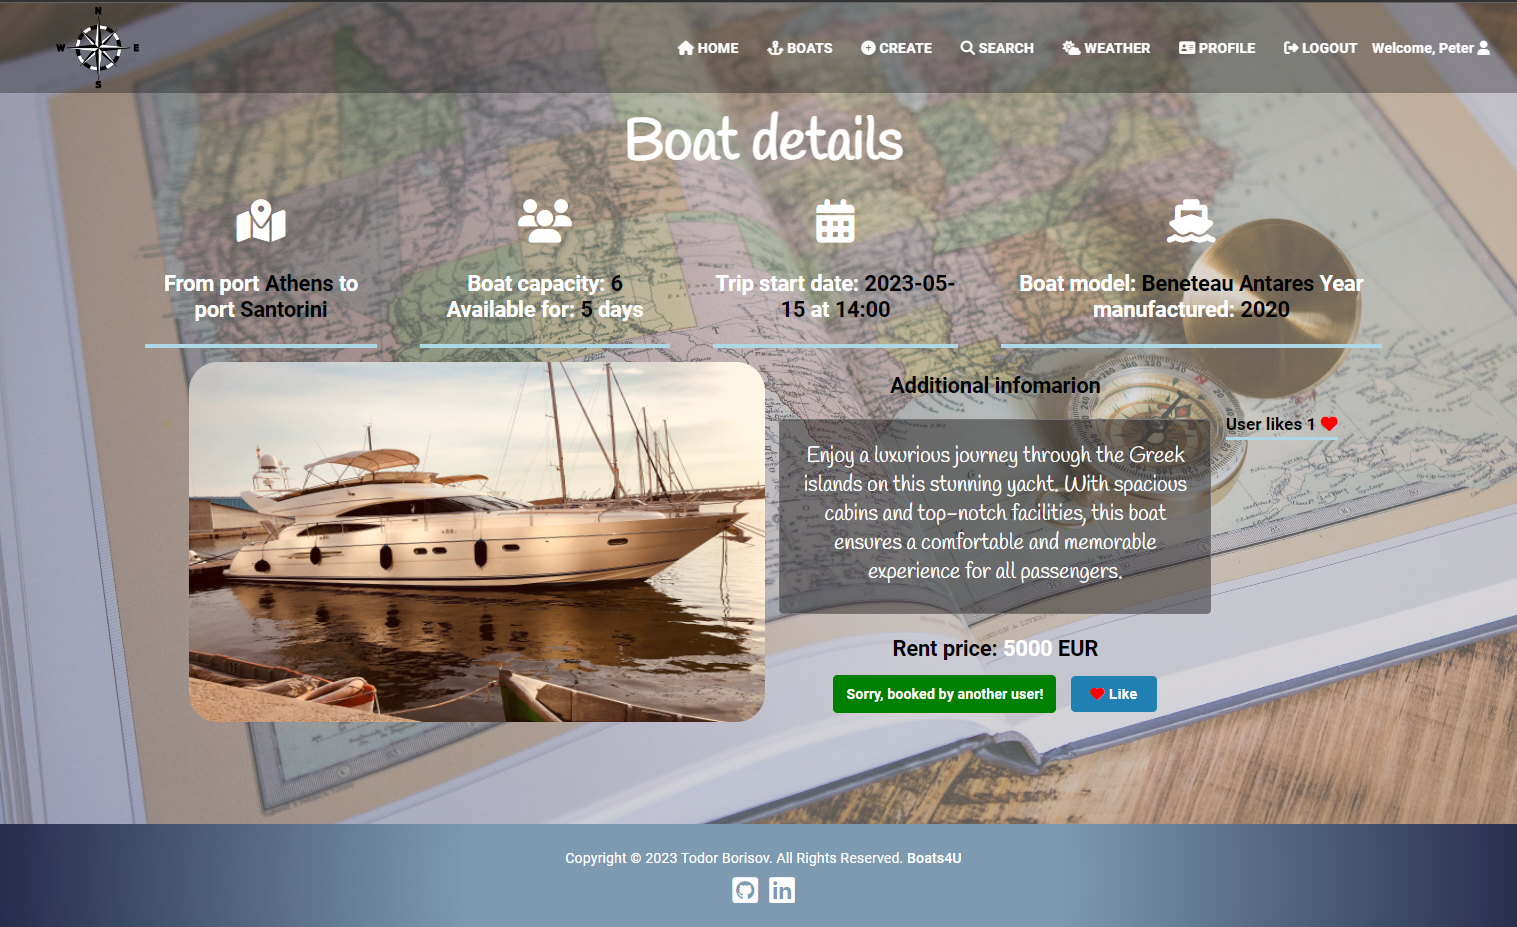 N
W E
S
HOME BOATS CREATE SEARCH WEATHER PROFILE LOGOUT Welcome, Peter
Boat details
From port Athens to
port Santorini
Boat capacity: 6
Available for: 5 days
Trip start date: 2023-05-
15 at 14:00
Boat model: Beneteau Antares Year
manufactured: 2020
Additional infomarion
User likes 1
Enjoy a luxurious journey through the Greek
islands on this stunning yacht. With spacious
cabins and top-notch facilities, this boat
ensures a comfortable and memorable
experience for all passengers.
Rent price: 5000 EUR
Sorry, booked by another user!
Like
Copyright © 2023 Todor Borisov. All Rights Reserved. Boats4U
in